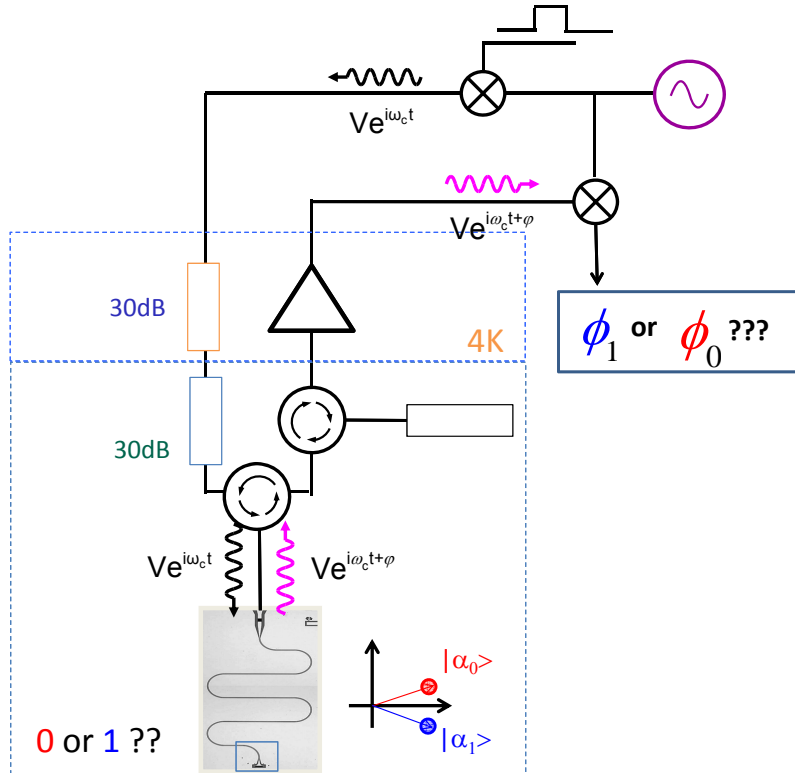 Ve^{iω_c t}
Ve^{iω_c t+φ}
30dB
ϕ_1 or ϕ_0 ???
4K
30dB
Ve^{iω_c t}
Ve^{iω_c t+φ}
|α_0>
|α_1>
0 or 1 ??